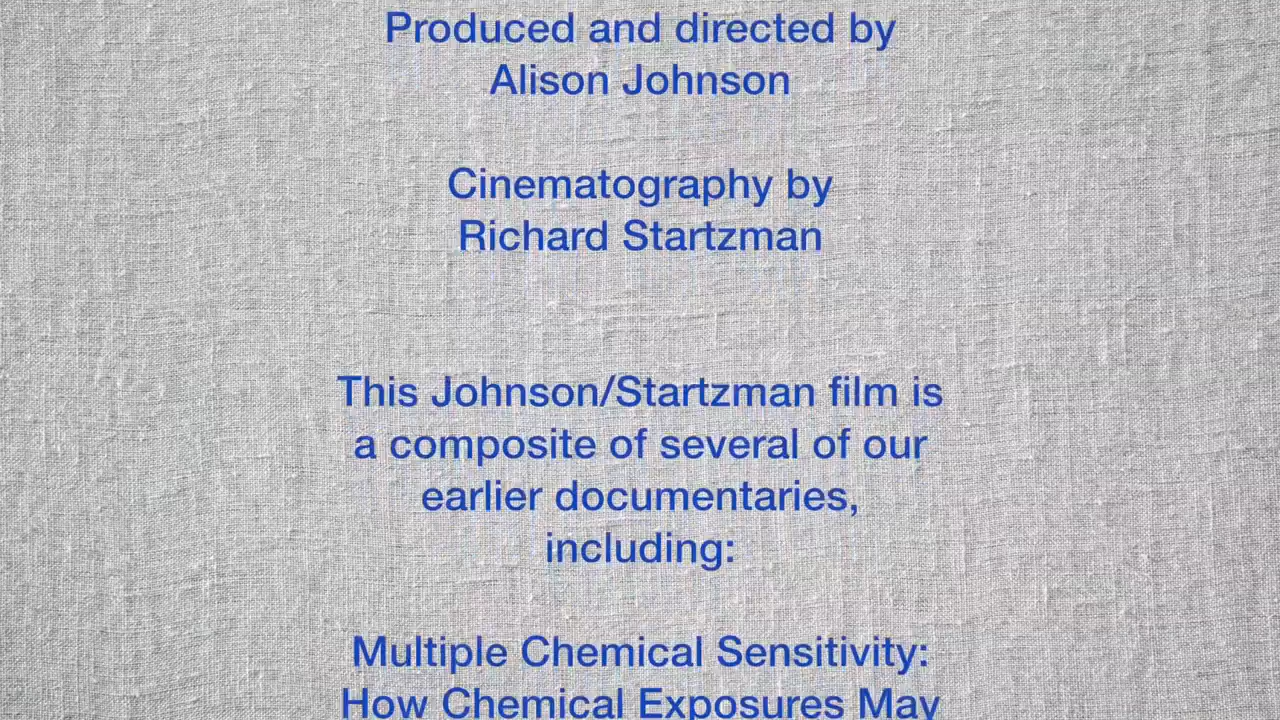 Produced and directed by
Alison Johnson
Cinematography by
Richard Startzman
This Johnson/Startzman film is
a composite of several of our
earlier documentaries,
including:
Multiple Chemical Sensitivity:
How Chemical Exposures May